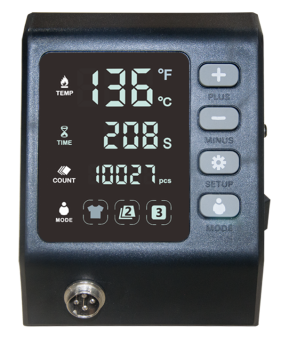 136 °F
°C
TEMP
208 S
TIME
10027 pcs
COUNT
MODE
2
3
PLUS
MINUS
SETUP
MODE